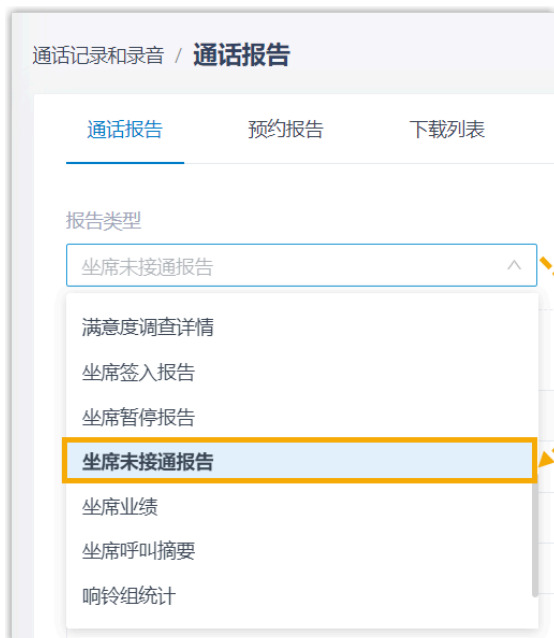 通话记录和录音 / 通话报告
通话报告 预约报告 下载列表
报告类型
坐席未接通报告
满意度调查详情
坐席签入报告
坐席暂停报告
坐席未接通报告
坐席业绩
坐席呼叫摘要
响铃组统计